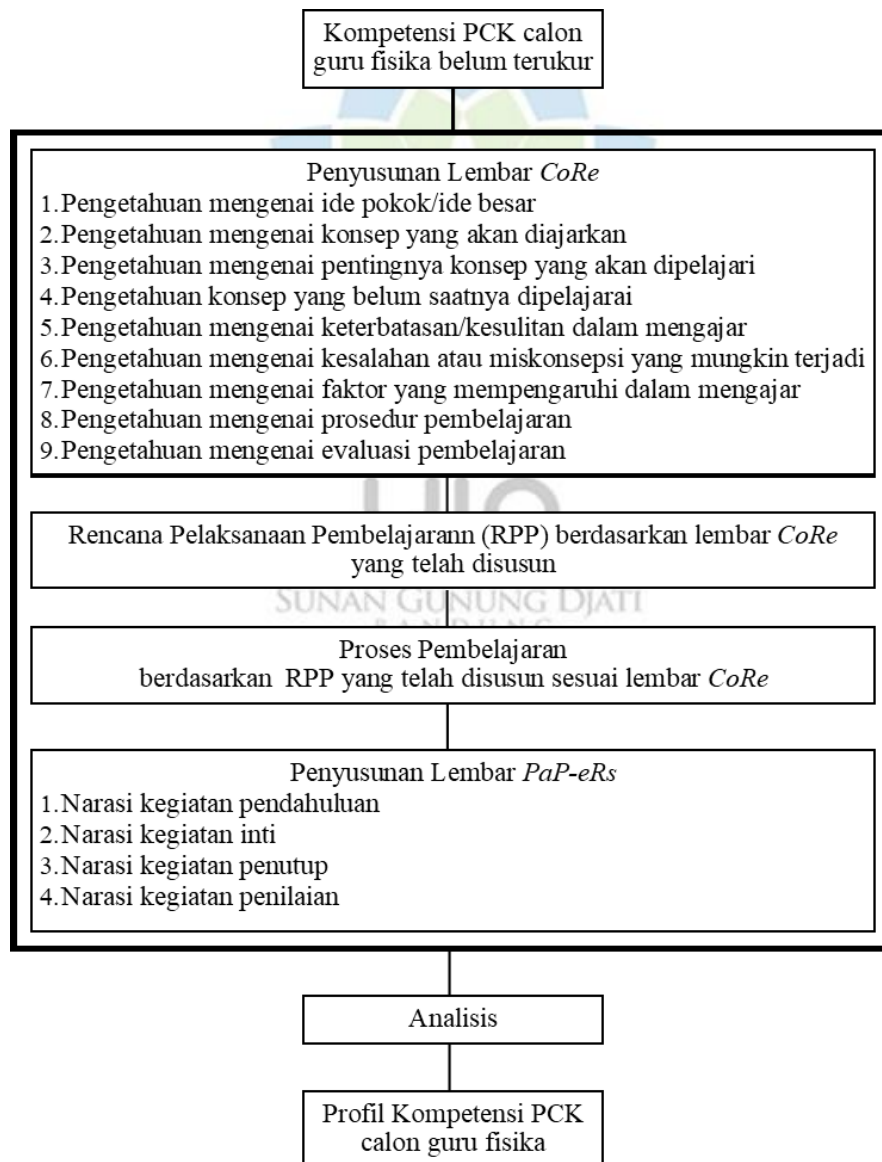 Kompetensi PCK calon
guru fisika belum terukur
Penyusunan Lembar CoRe
1.Pengetahuan mengenai ide pokok/ide besar
2.Pengetahuan mengenai konsep yang akan diajarkan
3.Pengetahuan mengenai pentingnya konsep yang akan dipelajari
4.Pengetahuan konsep yang belum saatnya dipelajarai
5.Pengetahuan mengenai keterbatasan/kesulitan dalam mengajar
6.Pengetahuan mengenai kesalahan atau miskonsepsi yang mungkin terjadi
7.Pengetahuan mengenai faktor yang mempengaruhi dalam mengajar
8.Pengetahuan mengenai prosedur pembelajaran
9.Pengetahuan mengenai evaluasi pembelajaran
Rencana Pelaksanaan Pembelajarann (RPP) berdasarkan lembar CoRe
yang telah disusun
SUNAN GUNUNG DJATI
Proses Pembelajaran
berdasarkan RPP yang telah disusun sesuai lembar CoRe
Penyusunan Lembar PaP-eRs
1.Narasi kegiatan pendahuluan
2.Narasi kegiatan inti
3.Narasi kegiatan penutup
4.Narasi kegiatan penilaian
Analisis
Profil Kompetensi PCK
calon guru fisika